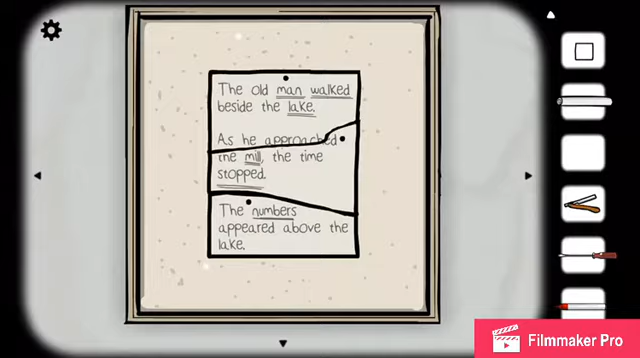 The old man walked
beside the lake.
As he approached
the mill, the time
stopped.
The numbers
appeared above the
lake.
Filmmaker Pro